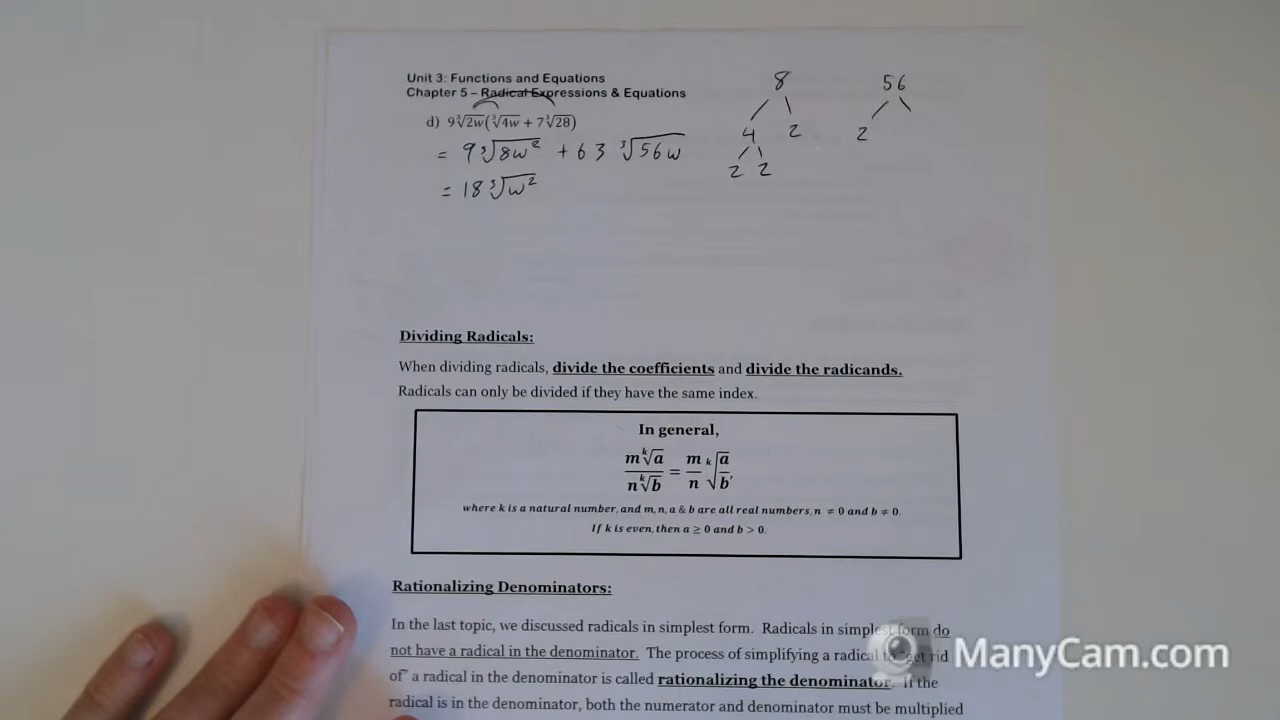 Unit 3: Functions and Equations
Chapter 5 – Radical Expressions & Equations
d) 9∛2w(∛4w + 7∛28)
= 9∛8w² + 63 ∛56w
= 18∛w²
8
4 2
2 2
56
2
Dividing Radicals:
When dividing radicals, divide the coefficients and divide the radicands.
Radicals can only be divided if they have the same index.
In general,
m ᵏ√a / n ᵏ√b = m/n ᵏ√a/b,
where k is a natural number, and m, n, a & b are all real numbers, n ≠ 0 and b ≠ 0.
If k is even, then a ≥ 0 and b > 0.
Rationalizing Denominators:
In the last topic, we discussed radicals in simplest form. Radicals in simplest form do
not have a radical in the denominator. The process of simplifying a radical to "get rid
of" a radical in the denominator is called rationalizing the denominator. If the
radical is in the denominator, both the numerator and denominator must be multiplied
ManyCam.com